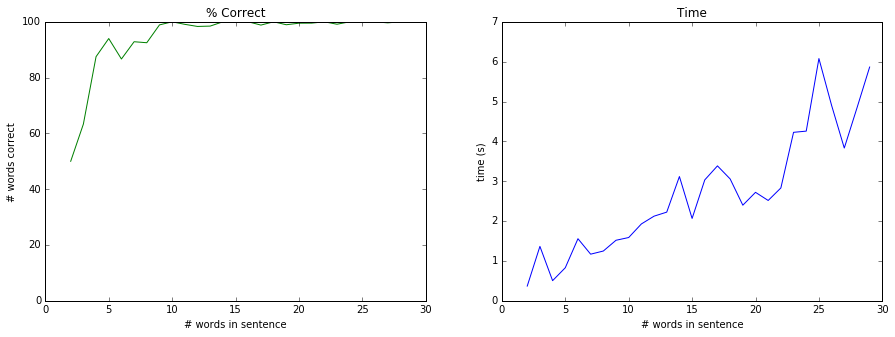 % Correct
100
80
60
40
20
0
# words correct
0 5 10 15 20 25 30
# words in sentence
Time
7
6
5
4
3
2
1
0
time (s)
0 5 10 15 20 25 30
# words in sentence